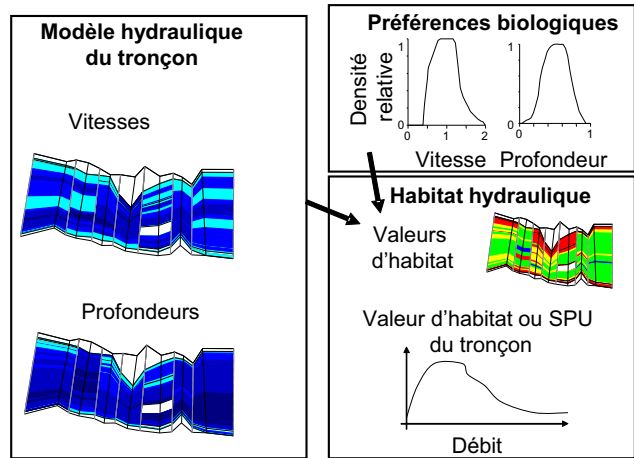 Modèle hydraulique
du tronçon
Vitesses
Profondeurs
Préférences biologiques
Densité
relative
1
0
0
1
2
Vitesse
1
0
0
1
Profondeur
Habitat hydraulique
Valeurs
d'habitat
Valeur d'habitat ou SPU
du tronçon
Débit